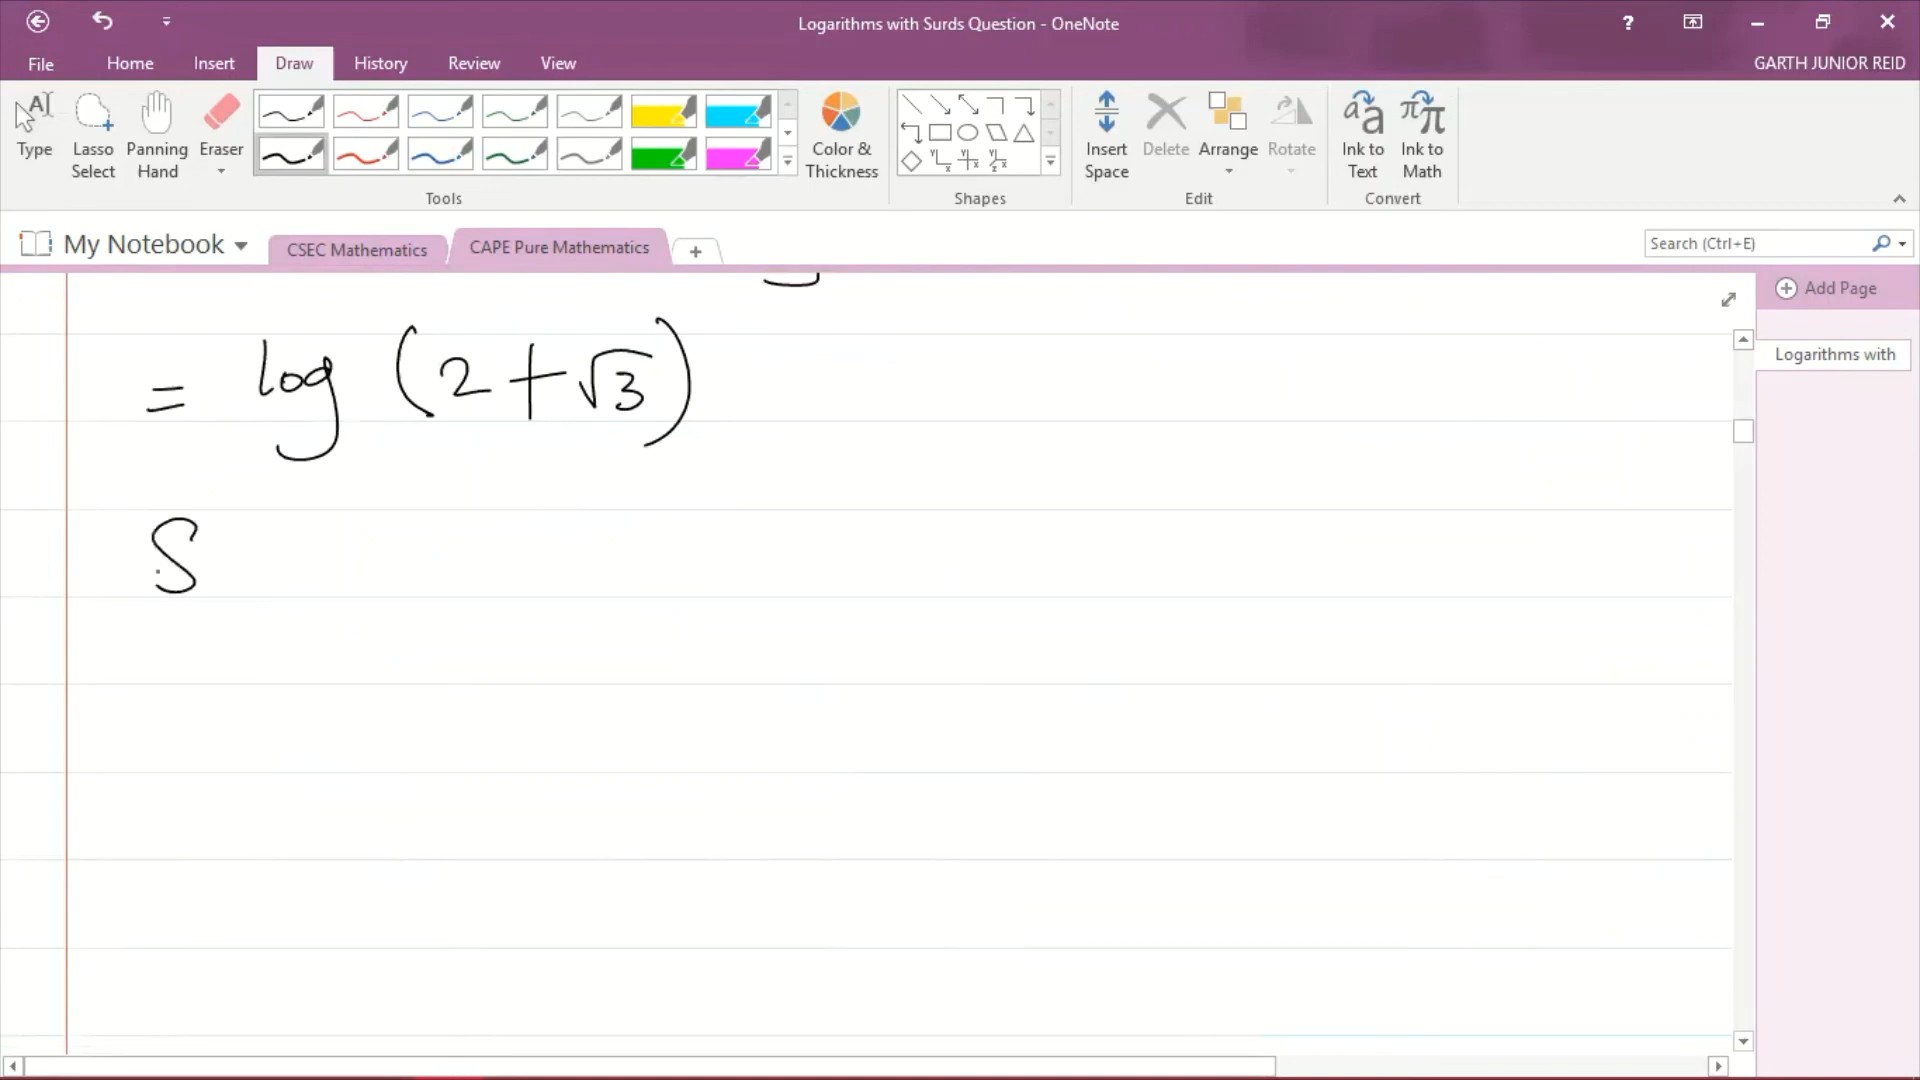 Logarithms with Surds Question - OneNote
?
File Home Insert Draw History Review View
GARTH JUNIOR REID
Type
Lasso Select
Panning Hand
Eraser
Color & Thickness
Insert Space
Delete
Arrange
Rotate
Ink to Text
Ink to Math
Tools
Shapes
Edit
Convert
My Notebook
CSEC Mathematics
CAPE Pure Mathematics
+
Search (Ctrl+E)
Add Page
Logarithms with
= log (2+√3)
S